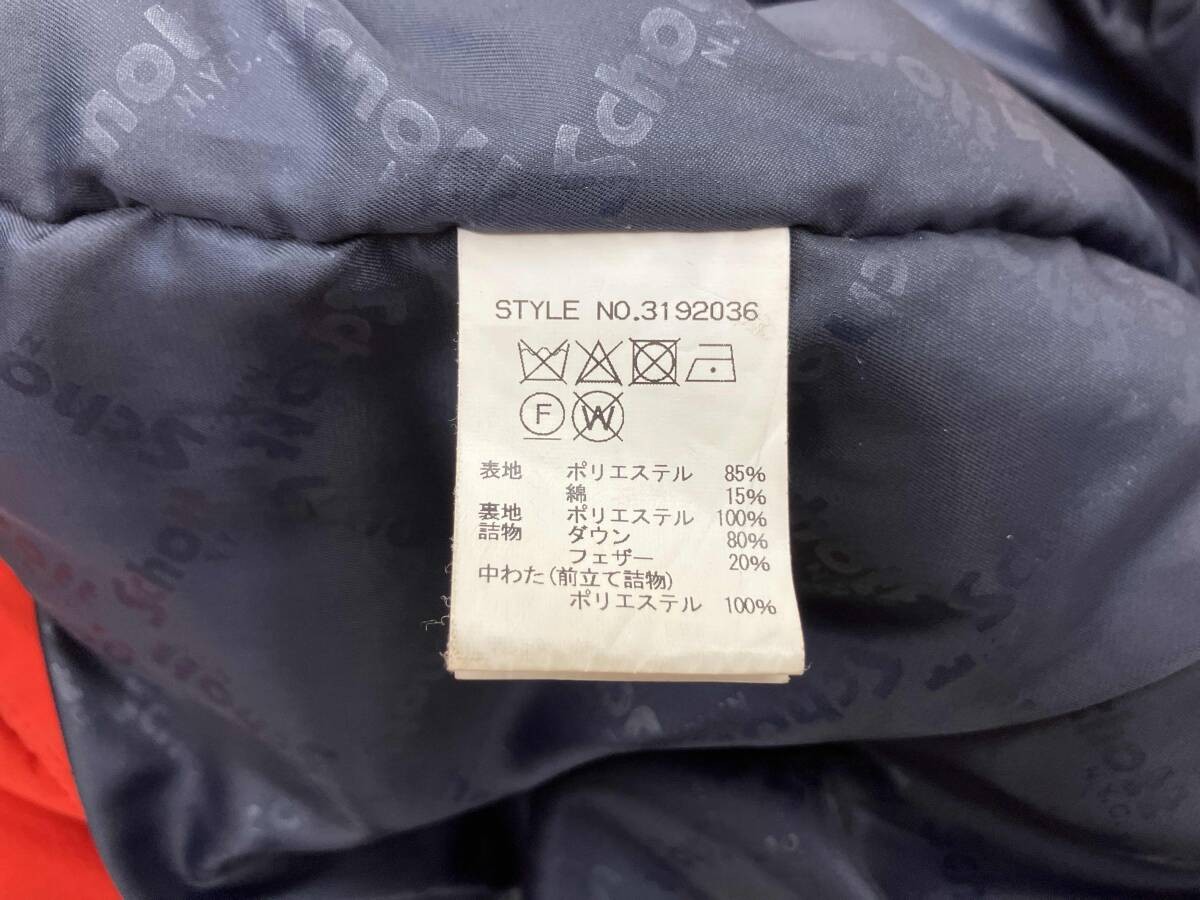 Schott
N.Y.C.
STYLE NO.3192036
F W
表地 ポリエステル 85%
綿 15%
裏地 ポリエステル 100%
詰物 ダウン 80%
フェザー 20%
中わた(前立て詰物)
ポリエステル 100%